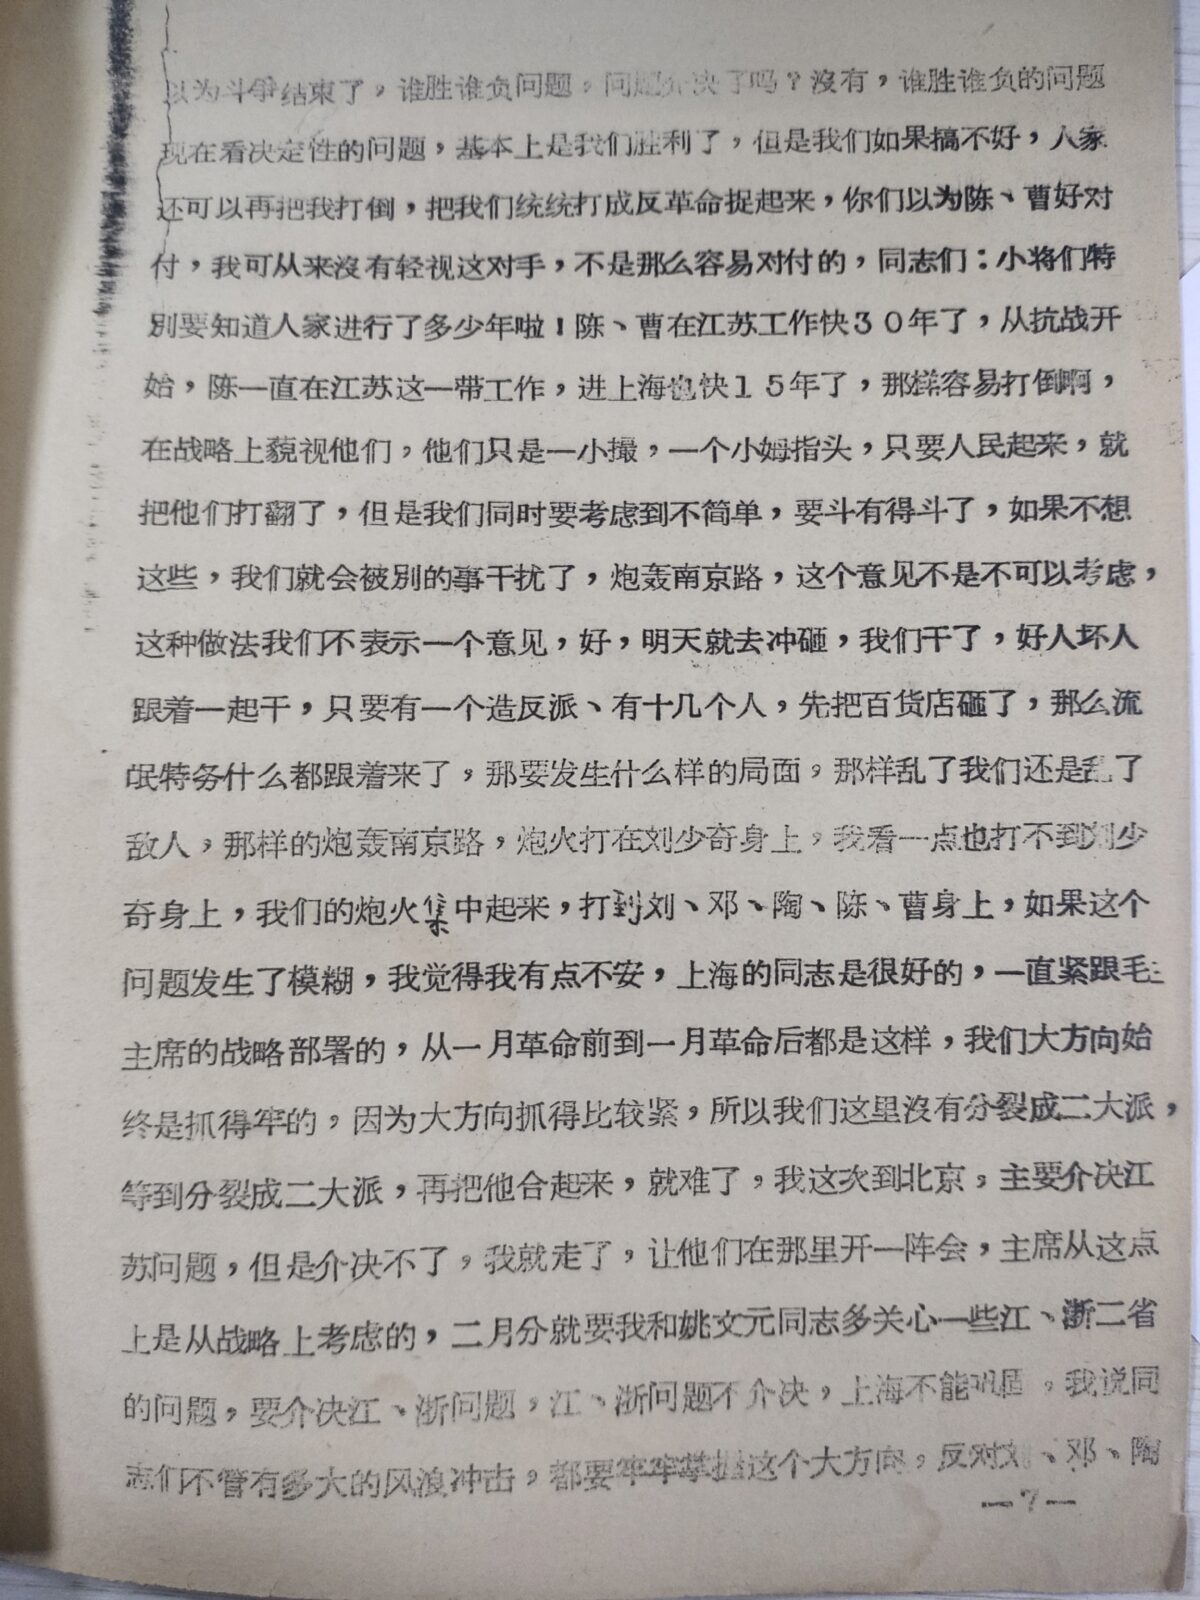 以为斗争结束了，谁胜谁负问题，问题介决了吗？沒有，谁胜谁负的问题
现在看决定性的问题，基本上是我们胜利了，但是我们如果搞不好，人家
还可以再把我打倒，把我们统统打成反革命捉起来，你们以为陈、曹好对
付，我可从来沒有轻视这对手，不是那么容易对付的，同志们：小将们特
别要知道人家进行了多少年啦！陈、曹在江苏工作快３０年了，从抗战开
始，陈一直在江苏这一带工作，进上海也快１５年了，那样容易打倒啊，
在战略上藐视他们，他们只是一小撮，一个小姆指头，只要人民起来，就
把他们打翻了，但是我们同时要考虑到不简单，要斗有得斗了，如果不想
这些，我们就会被别的事干扰了，炮轰南京路，这个意见不是不可以考虑，
这种做法我们不表示一个意见，好，明天就去冲砸，我们干了，好人坏人
跟着一起干，只要有一个造反派、有十几个人，先把百货店砸了，那么流
氓特务什么都跟着来了，那要发生什么样的局面，那样乱了我们还是乱了
敌人，那样的炮轰南京路，炮火打在刘少奇身上，我看一点也打不到刘少
奇身上，我们的炮火集中起来，打到刘、邓、陶、陈、曹身上，如果这个
问题发生了模糊，我觉得我有点不安，上海的同志是很好的，一直紧跟毛主
主席的战略部署的，从一月革命前到一月革命后都是这样，我们大方向始
终是抓得牢的，因为大方向抓得比较紧，所以我们这里沒有分裂成二大派，
等到分裂成二大派，再把他合起来，就难了，我这次到北京，主要介决江
苏问题，但是介决不了，我就走了，让他们在那里开一阵会，主席从这点
上是从战略上考虑的，二月分就要我和姚文元同志多关心一些江、浙二省
的问题，要介决江、浙问题，江、浙问题不介决，上海不能巩固，我说同
志们不管有多大的风浪冲击，都要牢牢掌握这个大方向，反对刘、邓、陶
—７—